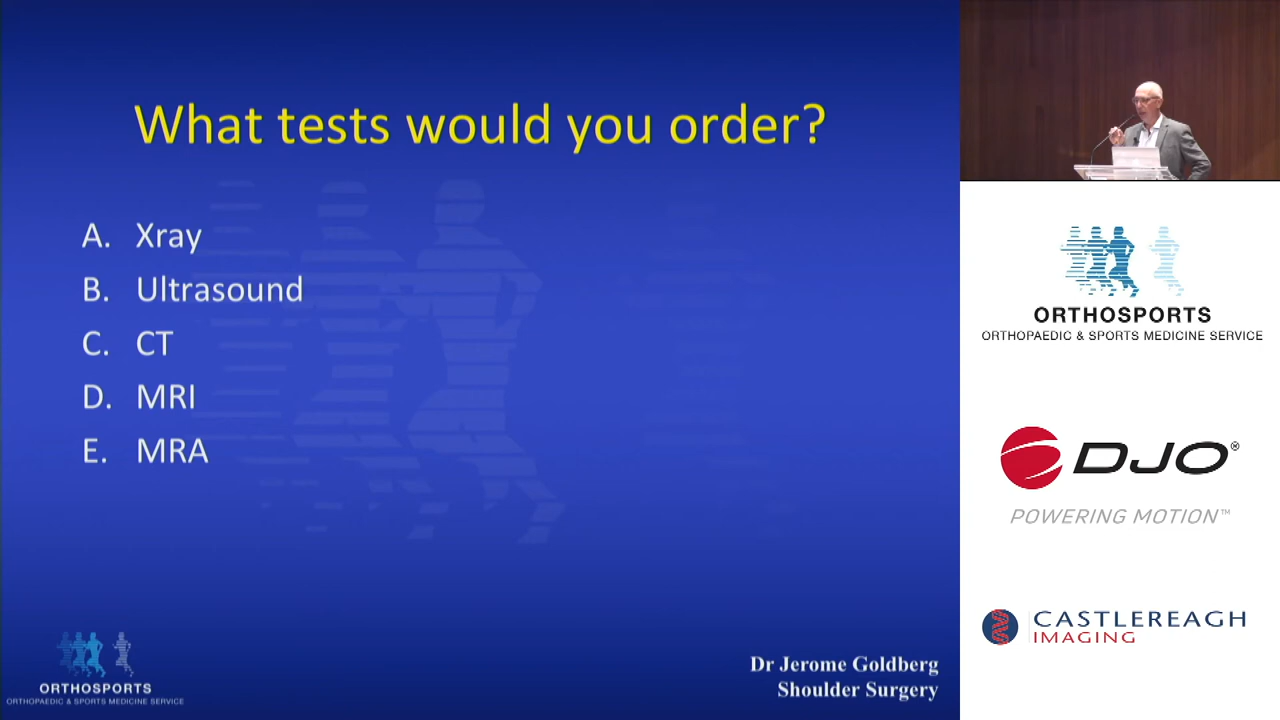 What tests would you order?
A. Xray
B. Ultrasound
C. CT
D. MRI
E. MRA
ORTHOSPORTS
ORTHOPAEDIC & SPORTS MEDICINE SERVICE
Dr Jerome Goldberg
Shoulder Surgery
ORTHOSPORTS
ORTHOPAEDIC & SPORTS MEDICINE SERVICE
DJO®
POWERING MOTION™
CASTLEREAGH
IMAGING